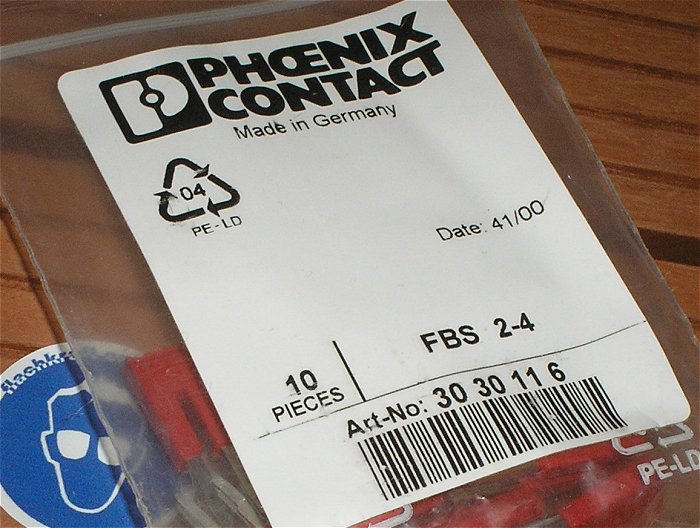 PHŒNIX
CONTACT
Made in Germany
04
PE-LD
Date: 41/00
FBS 2-4
10
PIECES
Art-No: 30 30 11 6
PE-LD